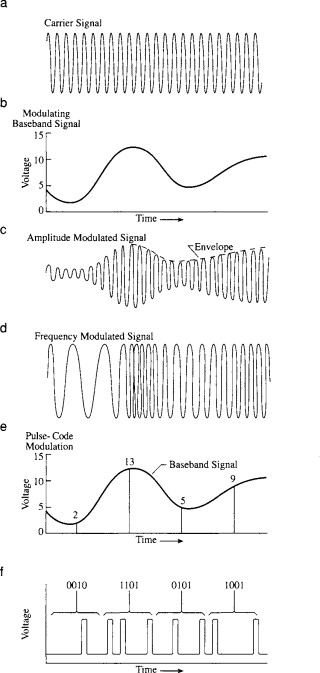 a
Carrier Signal
b
Modulating
Baseband Signal
15
10
5
0
Voltage
Time
c
Amplitude Modulated Signal
Envelope
d
Frequency Modulated Signal
e
Pulse-Code
Modulation
15
10
5
0
Voltage
2
13
Baseband Signal
5
9
Time
f
0010 1101 0101 1001
Voltage
Time